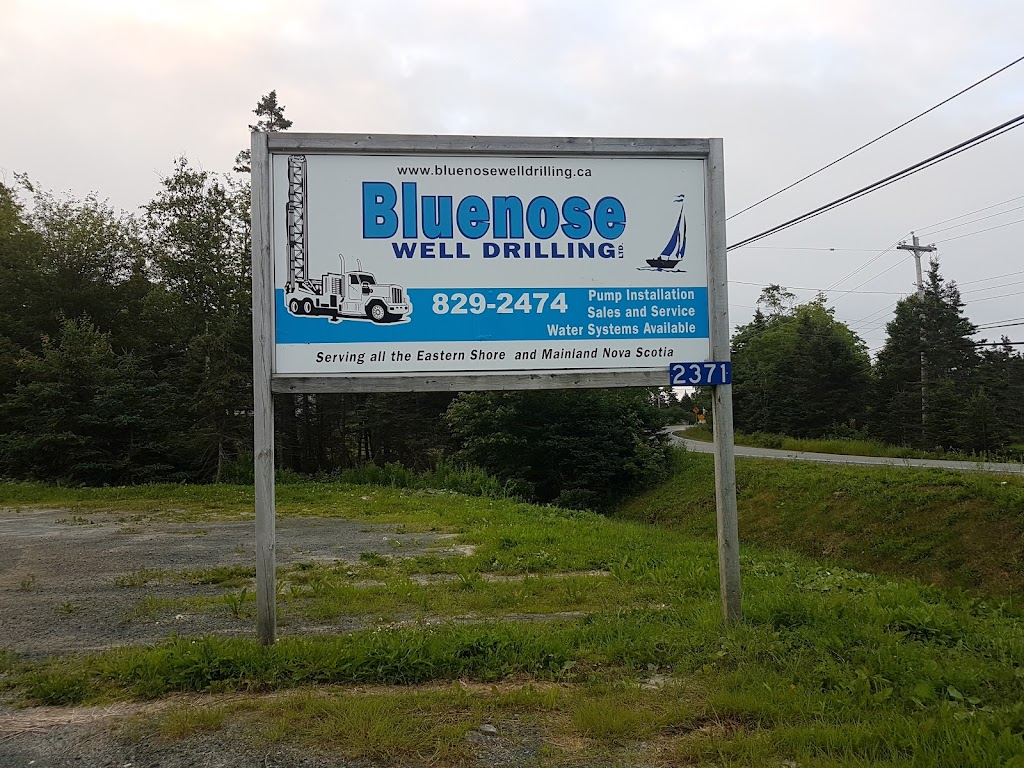 www.bluenosewelldrilling.ca
Bluenose
WELL DRILLING LTD.
829-2474
Pump Installation
Sales and Service
Water Systems Available
Serving all the Eastern Shore and Mainland Nova Scotia
2371